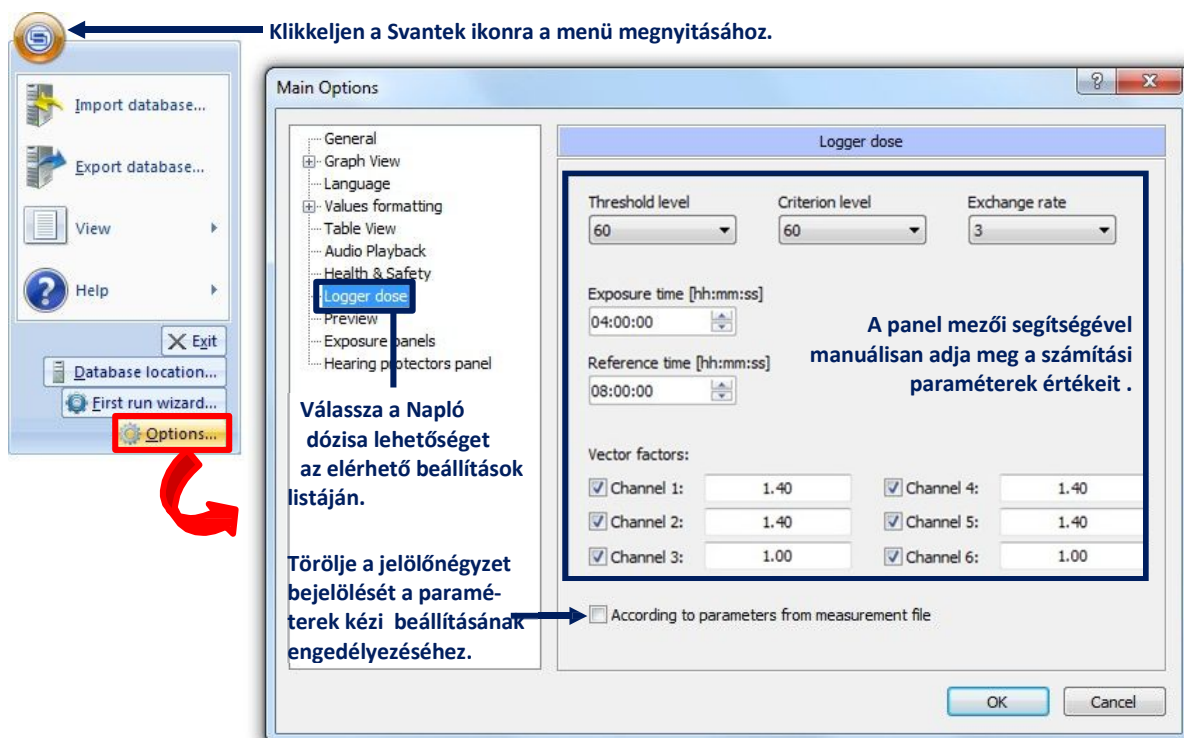 Klikkeljen a Svantek ikonra a menü megnyitásához.
Import database...
Export database...
View
Help
Exit
Database location...
First run wizard...
Options...
Main Options
General
Graph View
Language
Values formatting
Table View
Audio Playback
Health & Safety
Logger dose
Preview
Exposure panels
Hearing protectors panel
Válassza a Napló
dózisa lehetőséget
az elérhető beállítások
listáján.
Törölje a jelölőnégyzet
bejelölését a paramé-
terek kézi beállításának
engedélyezéséhez.
Logger dose
Threshold level Criterion level Exchange rate
60 60 3
Exposure time [hh:mm:ss]
04:00:00
Reference time [hh:mm:ss]
08:00:00
A panel mezői segítségével
manuálisan adja meg a számítási
paraméterek értékeit .
Vector factors:
Channel 1: 1.40 Channel 4: 1.40
Channel 2: 1.40 Channel 5: 1.40
Channel 3: 1.00 Channel 6: 1.00
According to parameters from measurement file
OK Cancel